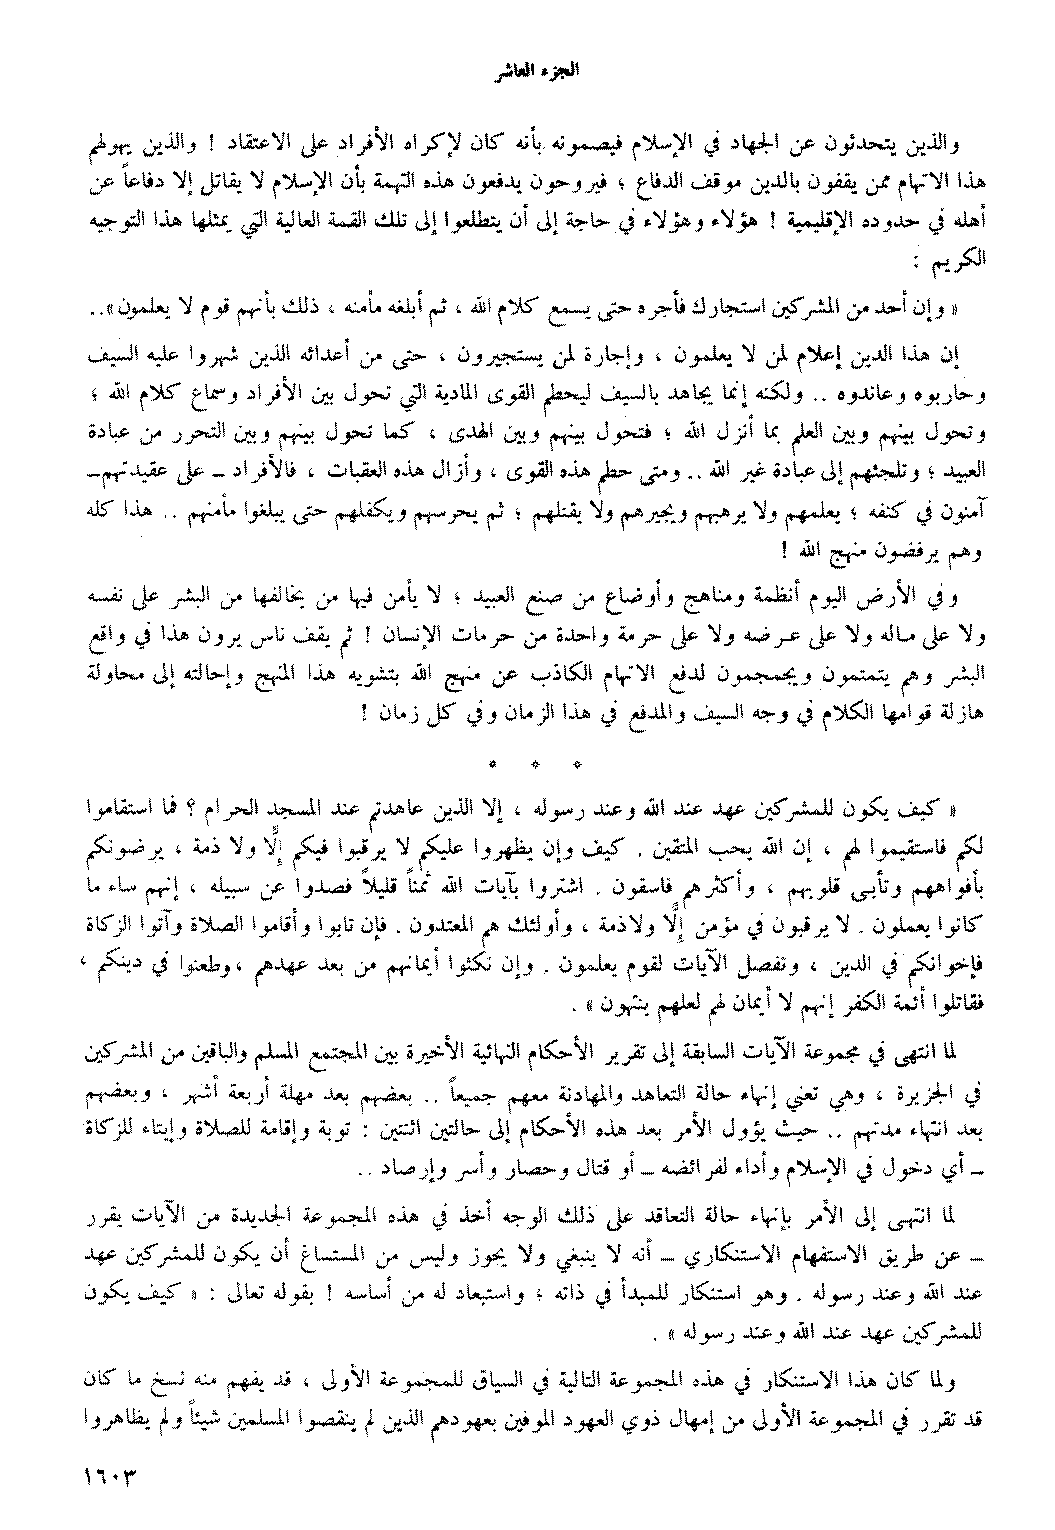 الجزء العاشر
والذين يتحدثون عن الجهاد في الإسلام فيصمونه بأنه كان لإكراه الأفراد على الاعتقاد ! والذين يهولهم
هذا الاتهام ممن يقفون بالدين موقف الدفاع ؛ فيروحون يدفعون هذه التهمة بأن الإسلام لا يقاتل إلا دفاعاً عن
أهله في حدوده الإقليمية ! هؤلاء وهؤلاء في حاجة إلى أن يتطلعوا إلى تلك القمة العالية التي يمثلها هذا التوجيه
الكريم :
« وإن أحد من المشركين استجارك فأجره حتى يسمع كلام الله ، ثم أبلغه مأمنه ، ذلك بأنهم قوم لا يعلمون»..
إن هذا الدين إعلام لمن لا يعلمون ، وإجارة لمن يستجيرون ، حتى من أعدائه الذين شهروا عليه السيف
وحاربوه وعاندوه .. ولكنه إنما يجاهد بالسيف ليحطم القوى المادية التي تحول بين الأفراد وسماع كلام الله ؛
وتحول بينهم وبين العلم بما أنزل الله ؛ فتحول بينهم وبين الهدى ، كما تحول بينهم وبين التحرر من عبادة
العبيد ؛ وتلجئهم إلى عبادة غير الله .. ومتى حطم هذه القوى ، وأزال هذه العقبات ، فالأفراد – على عقيدتهم–
آمنون في كنفه ؛ يعلمهم ولا يرهبهم ويجيرهم ولا يقتلهم ؛ ثم يحرسهم ويكفلهم حتى يبلغوا مأمنهم .. هذا كله
وهم يرفضون منهج الله !
وفي الأرض اليوم أنظمة ومناهج وأوضاع من صنع العبيد ؛ لا يأمن فيها من يخالفها من البشر على نفسه
ولا على ماله ولا على عرضه ولا على حرمة واحدة من حرمات الإنسان ! ثم يقف ناس يرون هذا في واقع
البشر وهم يتمتمون ويجمجمون لدفع الاتهام الكاذب عن منهج الله بتشويه هذا المنهج وإحالته إلى محاولة
هازلة قوامها الكلام في وجه السيف والمدفع في هذا الزمان وفي كل زمان !
* * *
« كيف يكون للمشركين عهد عند الله وعند رسوله ، إلا الذين عاهدتم عند المسجد الحرام ؟ فما استقاموا
لكم فاستقيموا لهم ، إن الله يحب المتقين . كيف وإن يظهروا عليكم لا يرقبوا فيكم إلًّا ولا ذمة ، يرضونكم
بأفواههم وتأبى قلوبهم ، وأكثرهم فاسقون . اشتروا بآيات الله ثمناً قليلاً فصدوا عن سبيله ، إنهم ساء ما
كانوا يعملون . لا يرقبون في مؤمن إلًّا ولاذمة ، وأولئك هم المعتدون . فإن تابوا وأقاموا الصلاة وآتوا الزكاة
فإخوانكم في الدين ، ونفصل الآيات لقوم يعلمون . وإن نكثوا أيمانهم من بعد عهدهم ،وطعنوا في دينكم ،
فقاتلوا أئمة الكفر إنهم لا أيمان لهم لعلهم ينتهون » .
لما انتهى في مجموعة الآيات السابقة إلى تقرير الأحكام النهائية الأخيرة بين المجتمع المسلم والباقين من المشركين
في الجزيرة ، وهي تعني إنهاء حالة التعاهد والمهادنة معهم جميعاً .. بعضهم بعد مهلة أربعة أشهر ، وبعضهم
بعد انتهاء مدتهم .. حيث يؤول الأمر بعد هذه الأحكام إلى حالتين اثنتين : توبة وإقامة للصلاة وإيتاء للزكاة
– أي دخول في الإسلام وأداء لفرائضه – أو قتال وحصار وأسر وإرصاد ..
لما انتهى إلى الأمر بإنهاء حالة التعاقد على ذلك الوجه أخذ في هذه المجموعة الجديدة من الآيات يقرر
– عن طريق الاستفهام الاستنكاري – أنه لا ينبغي ولا يجوز وليس من المستساغ أن يكون للمشركين عهد
عند الله وعند رسوله . وهو استنكار للمبدأ في ذاته ؛ واستبعاد له من أساسه ! بقوله تعالى : « كيف يكون
للمشركين عهد عند الله وعند رسوله » .
ولما كان هذا الاستنكار في هذه المجموعة التالية في السياق للمجموعة الأولى ، قد يفهم منه نسخ ما كان
قد تقرر في المجموعة الأولى من إمهال ذوي العهود الموفين بعهودهم الذين لم ينقصوا المسلمين شيئاً ولم يظاهروا
١٦٠٣